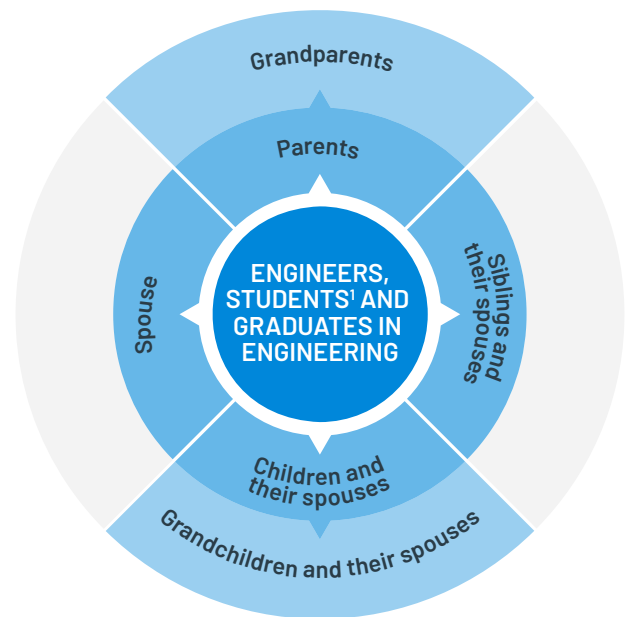 Grandparents
Parents
Spouse
ENGINEERS,
STUDENTS¹ AND
GRADUATES IN
ENGINEERING
Siblings and
their spouses
Children and
their spouses
Grandchildren and their spouses